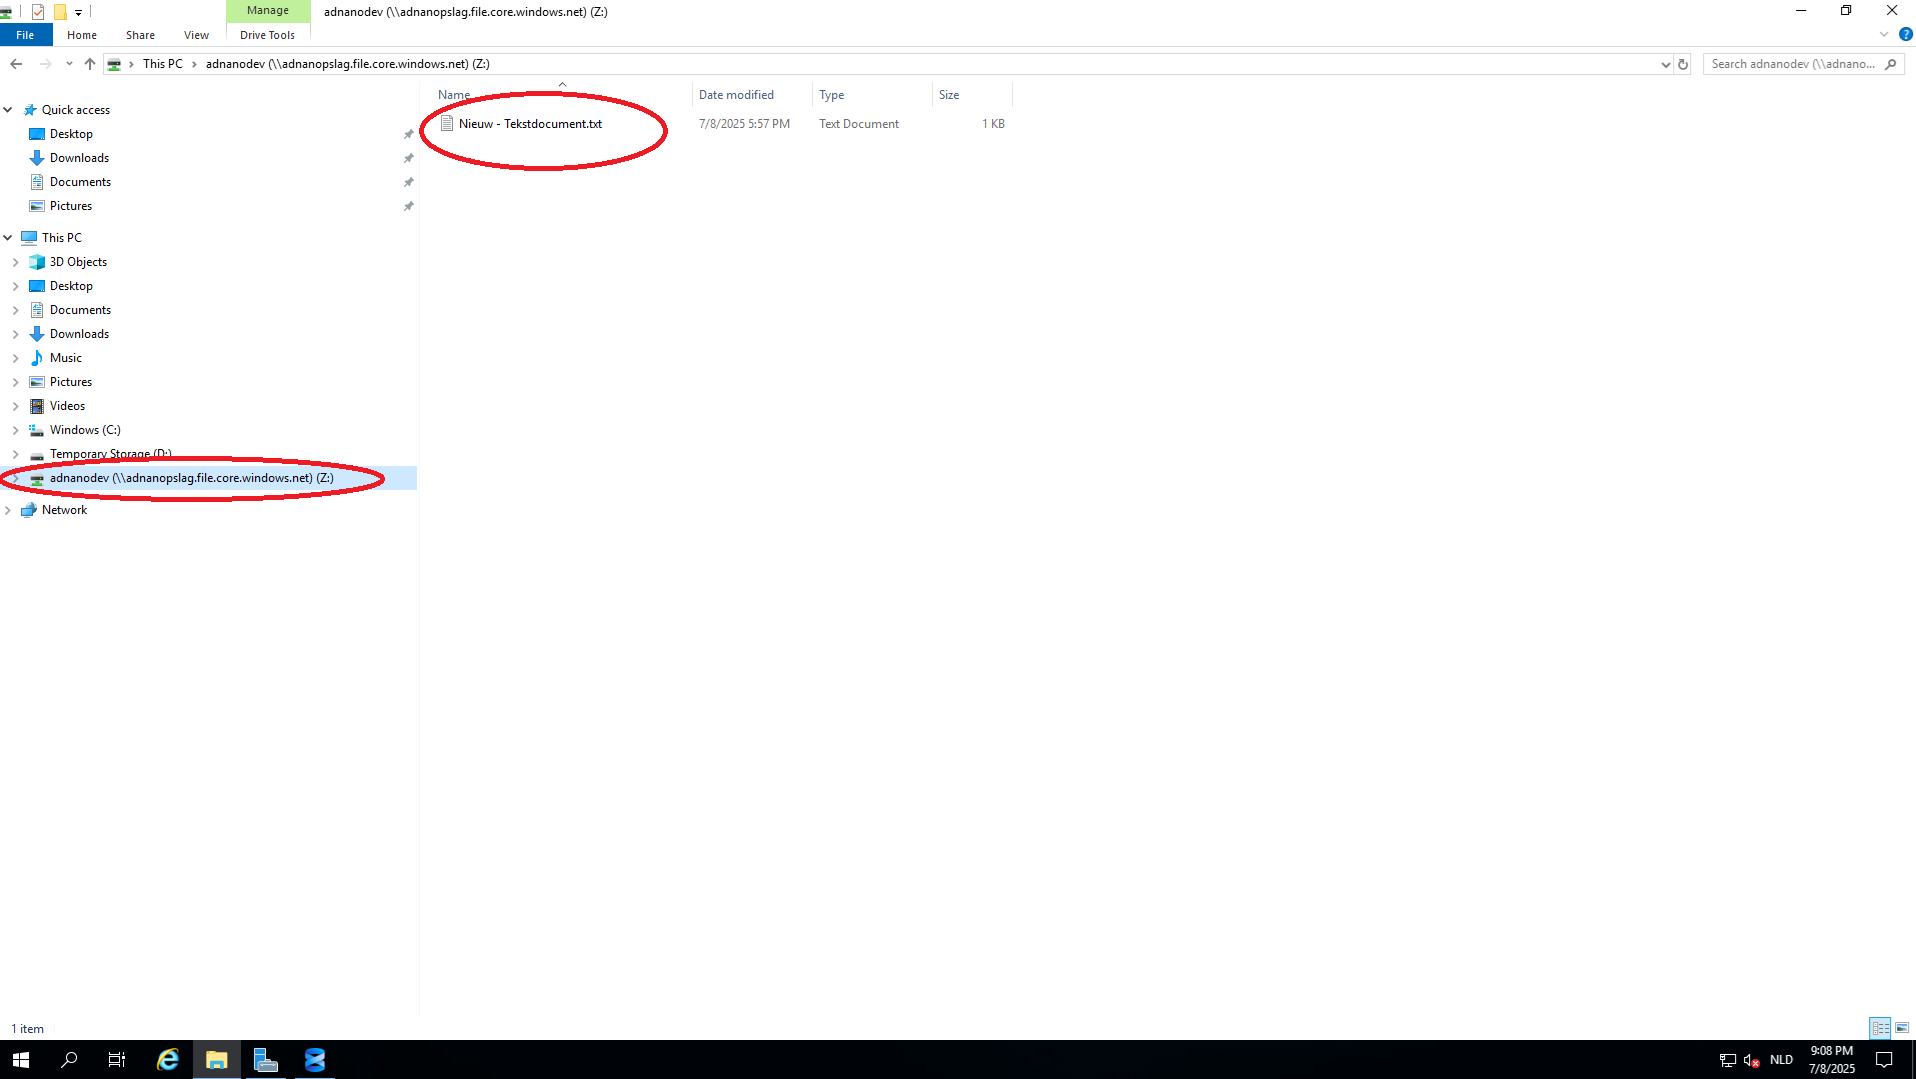 Manage
adnanodev (\\adnanopslag.file.core.windows.net) (Z:)
File Home Share View Drive Tools
This PC adnanodev (\\adnanopslag.file.core.windows.net) (Z:)
Search adnanodev (\\adnano...
Name Date modified Type Size
Nieuw - Tekstdocument.txt 7/8/2025 5:57 PM Text Document 1 KB
Quick access
Desktop
Downloads
Documents
Pictures
This PC
3D Objects
Desktop
Documents
Downloads
Music
Pictures
Videos
Windows (C:)
Temporary Storage (D:)
adnanodev (\\adnanopslag.file.core.windows.net) (Z:)
Network
1 item
NLD
9:08 PM
7/8/2025